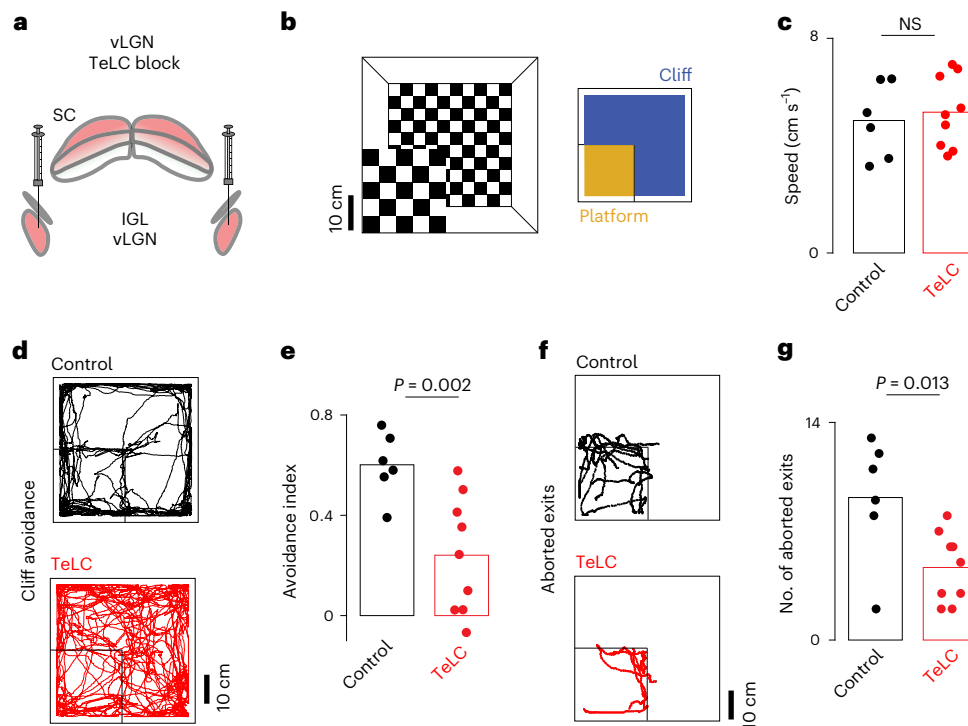 a
vLGN
TeLC block
SC
IGL
vLGN
b
10 cm
Cliff
Platform
c
NS
8
Speed (cm s⁻¹)
0
Control
TeLC
d
Control
Cliff avoidance
TeLC
10 cm
e
P = 0.002
0.8
0.4
0
Avoidance index
Control
TeLC
f
Control
Aborted exits
TeLC
10 cm
g
P = 0.013
14
No. of aborted exits
0
Control
TeLC